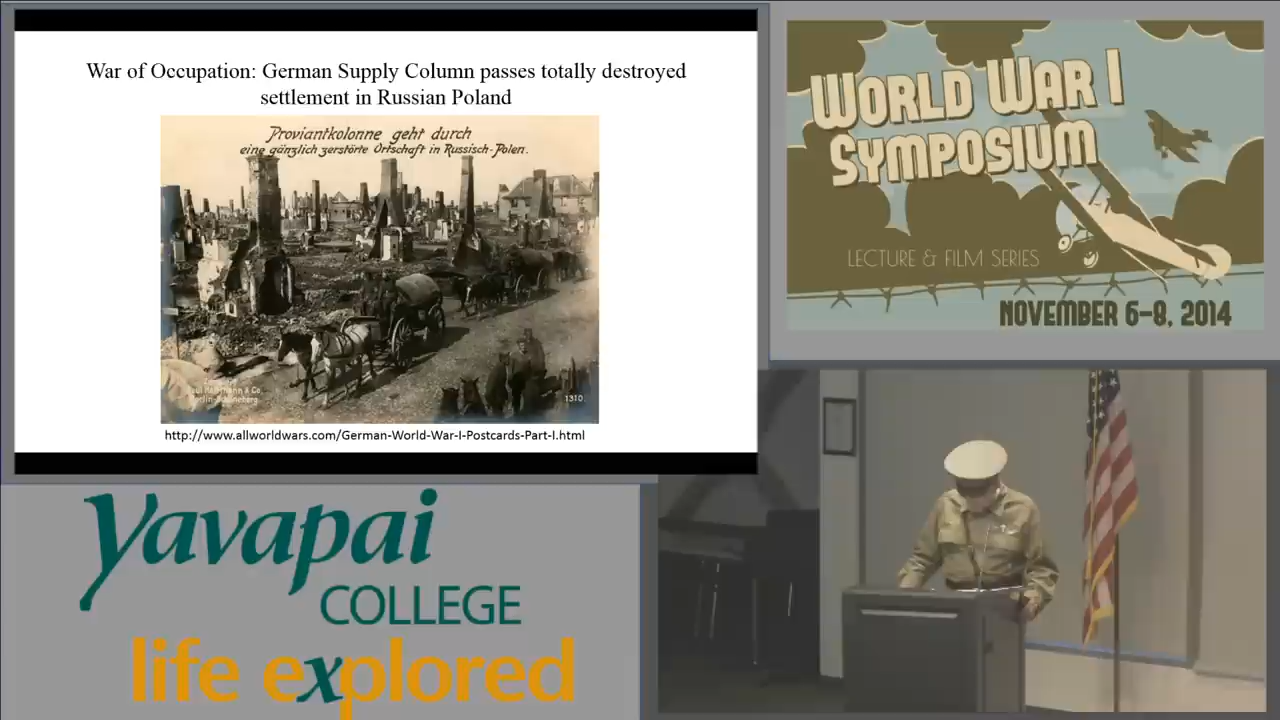 War of Occupation: German Supply Column passes totally destroyed
settlement in Russian Poland
Proviantkolonne geht durch
eine gänzlich zerstörte Ortschaft in Russisch-Polen.
& Co
1310
http://www.allworldwars.com/German-World-War-I-Postcards-Part-I.html
WORLD WAR I
SYMPOSIUM
LECTURE & FILM SERIES
NOVEMBER 6-8, 2014
Yavapai
COLLEGE
life explored